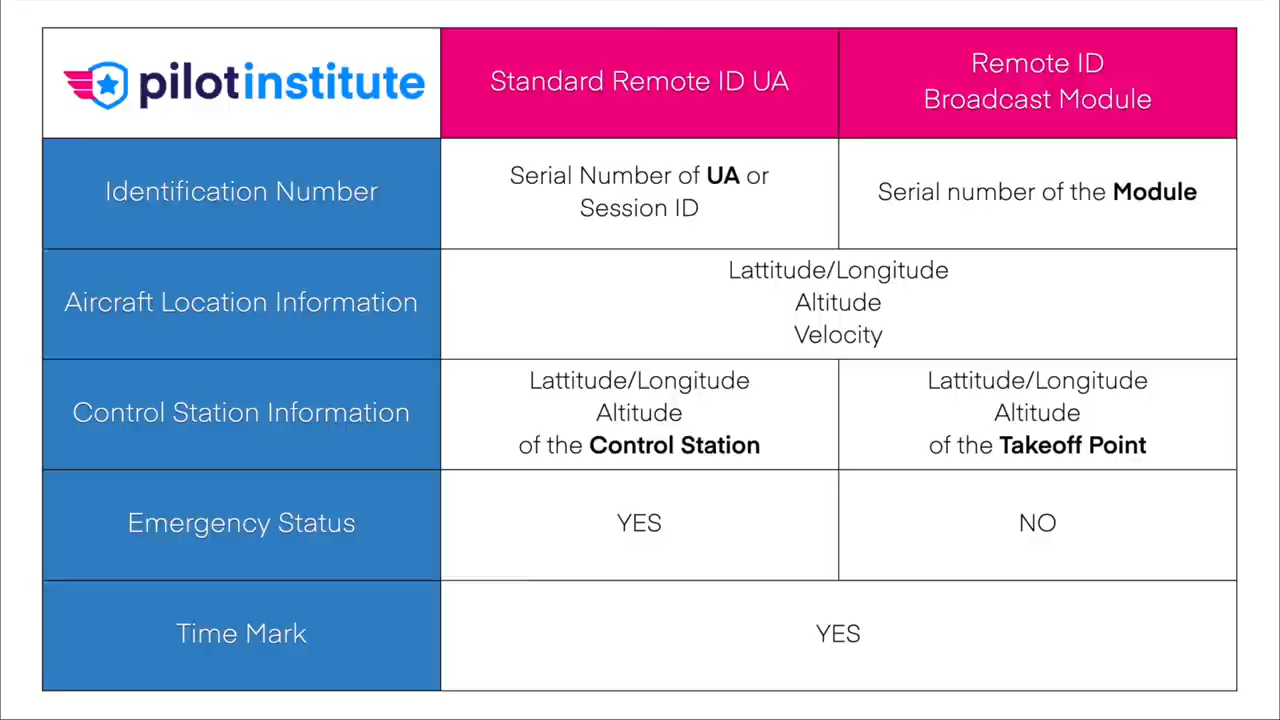 pilotinstitute
Standard Remote ID UA
Remote ID
Broadcast Module
Identification Number
Serial Number of UA or
Session ID
Serial number of the Module
Aircraft Location Information
Lattitude/Longitude
Altitude
Velocity
Control Station Information
Lattitude/Longitude
Altitude
of the Control Station
Lattitude/Longitude
Altitude
of the Takeoff Point
Emergency Status
YES
NO
Time Mark
YES